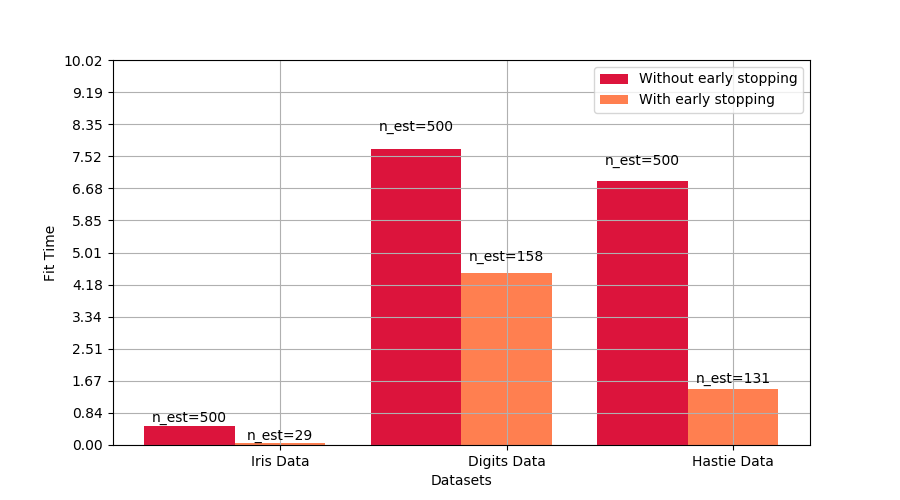 10.02
9.19
8.35
7.52
6.68
5.85
5.01
4.18
3.34
2.51
1.67
0.84
0.00
Fit Time
Without early stopping
With early stopping
n_est=500
n_est=29
n_est=500
n_est=158
n_est=500
n_est=131
Iris Data
Digits Data
Hastie Data
Datasets